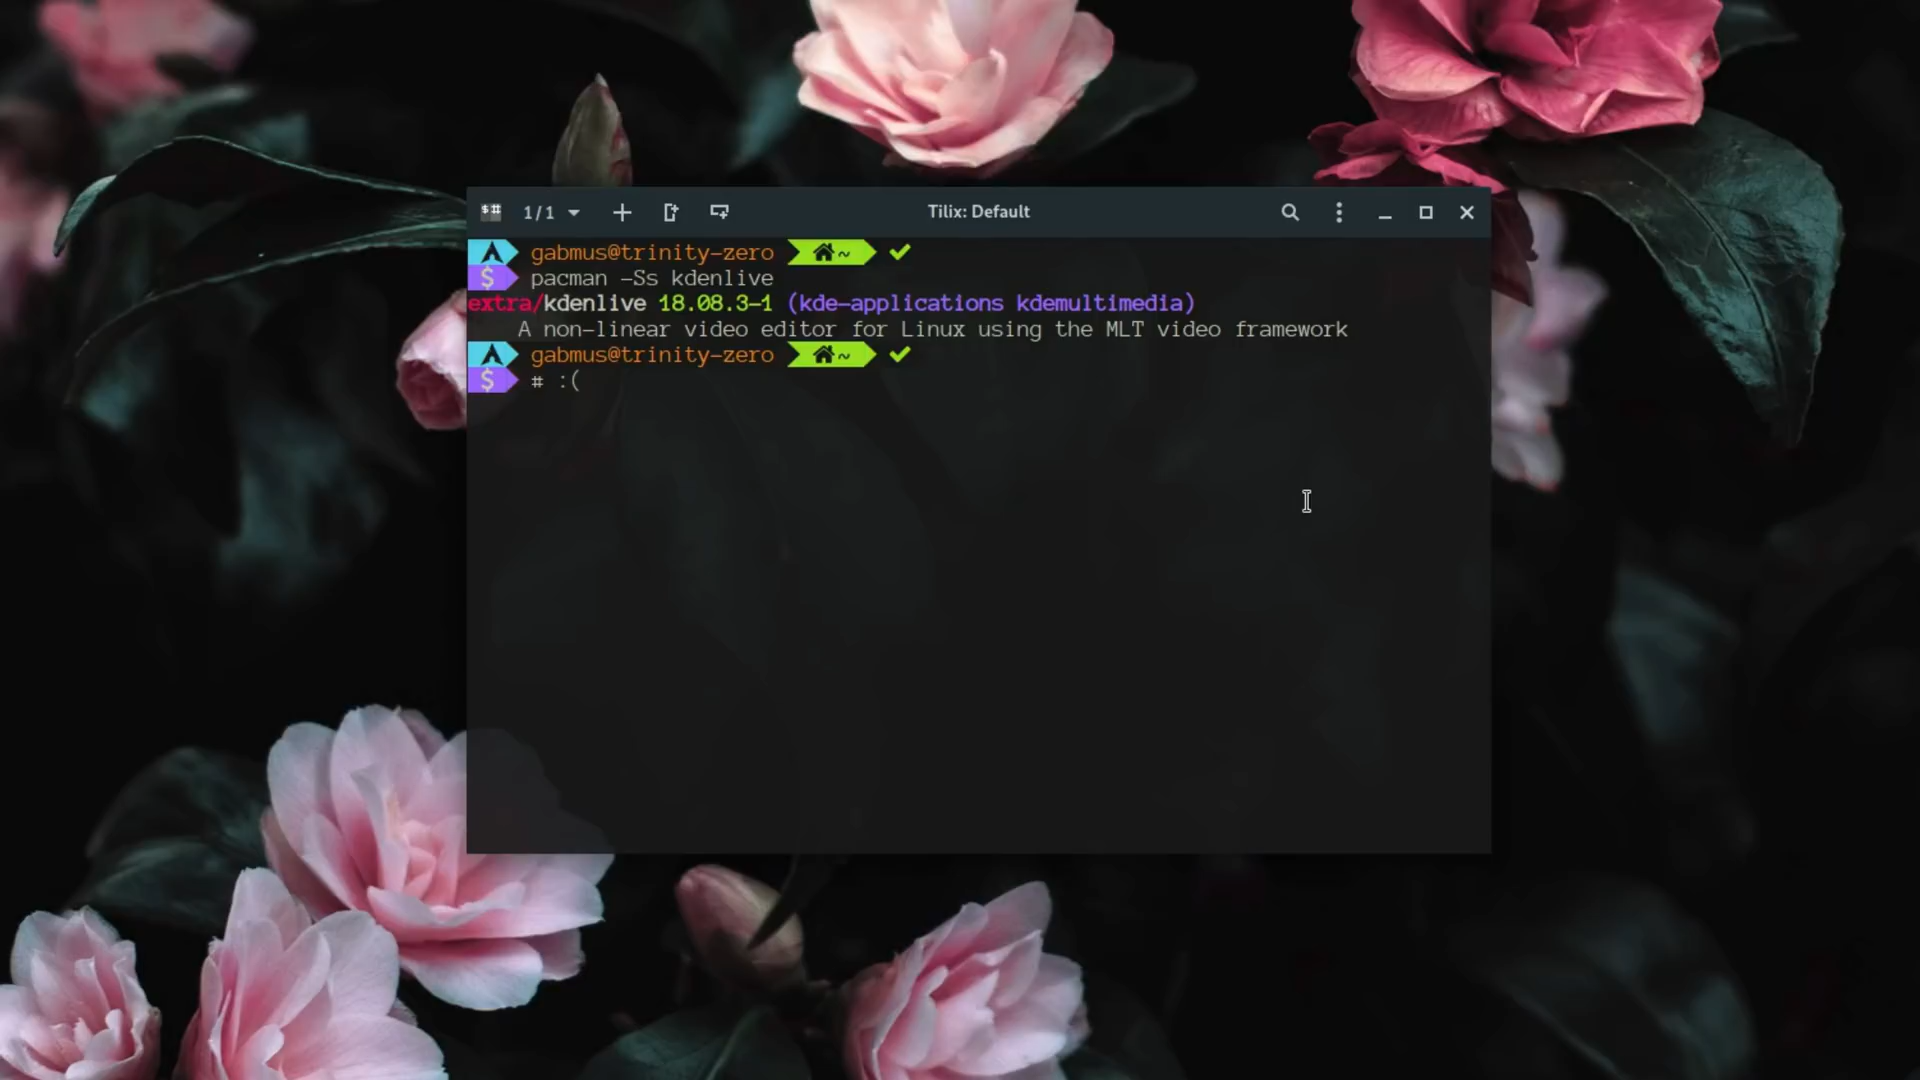 1/1
Tilix: Default
gabmus@trinity-zero ~
$ pacman -Ss kdenlive
extra/kdenlive 18.08.3-1 (kde-applications kdemultimedia)
A non-linear video editor for Linux using the MLT video framework
gabmus@trinity-zero ~
$ # :(